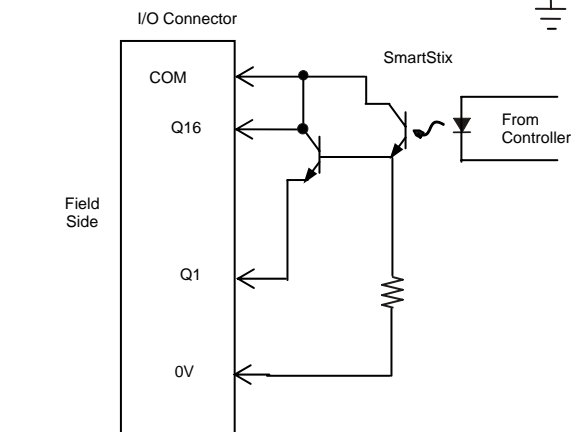 I/O Connector
SmartStix
COM
Q16
From
Controller
Field
Side
Q1
0V